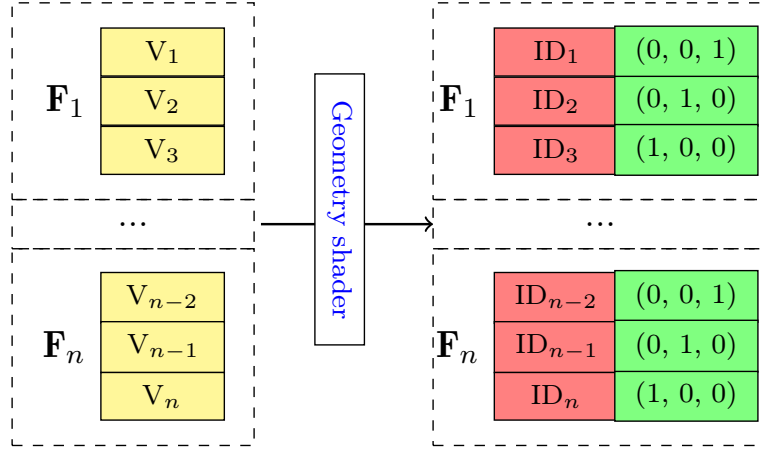 F₁
V₁
V₂
V₃
...
Fₙ
Vₙ₋₂
Vₙ₋₁
Vₙ
Geometry shader
F₁
ID₁ (0, 0, 1)
ID₂ (0, 1, 0)
ID₃ (1, 0, 0)
...
Fₙ
IDₙ₋₂ (0, 0, 1)
IDₙ₋₁ (0, 1, 0)
IDₙ (1, 0, 0)